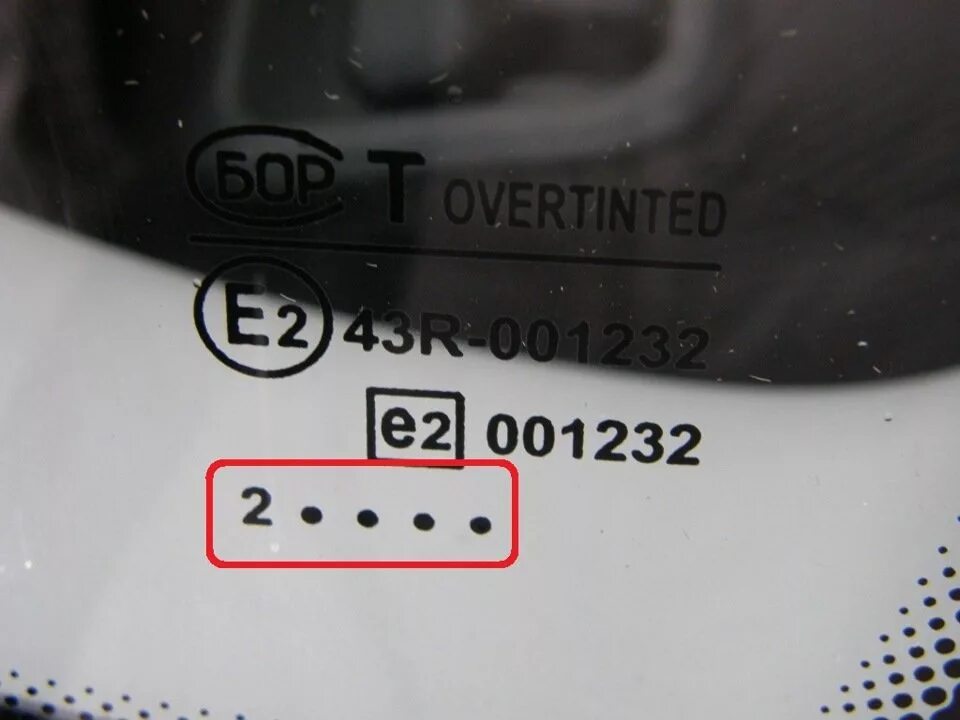 БОР T OVERTINTED
E2 43R-001232
e2 001232
2 • • • •